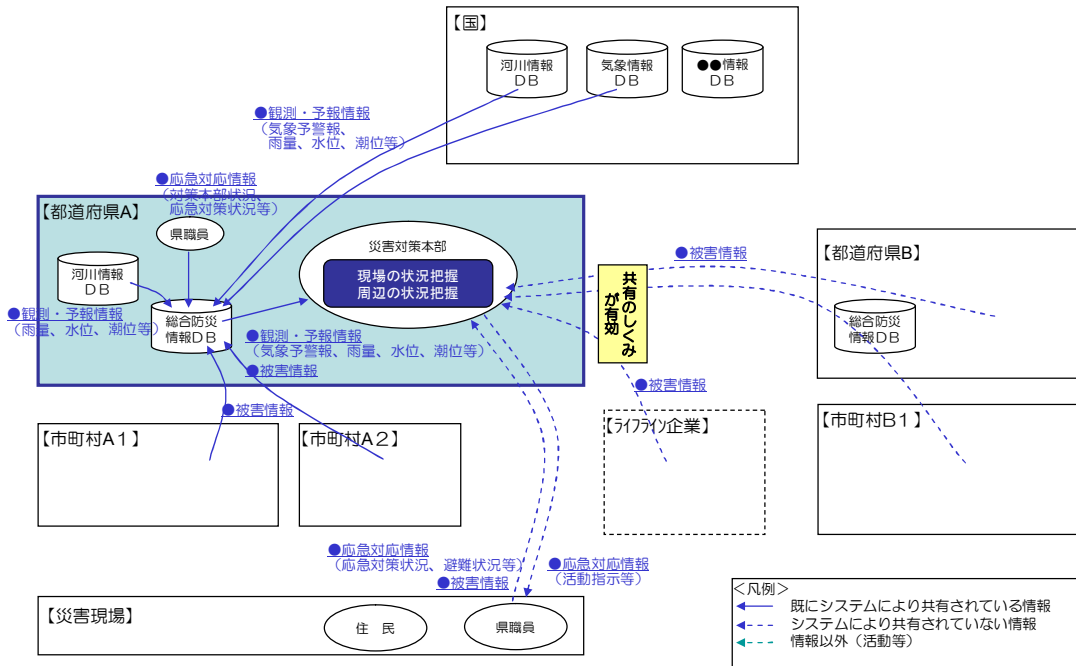 【国】
河川情報
ＤＢ
気象情報
ＤＢ
●●情報
ＤＢ
●観測・予報情報
（気象予警報、
雨量、水位、潮位等）
●応急対応情報
（対策本部状況、
応急対策状況等）
【都道府県A】
県職員
河川情報
ＤＢ
●観測・予報情報
（雨量、水位、潮位等）
総合防災
情報ＤＢ
災害対策本部
現場の状況把握
周辺の状況把握
●観測・予報情報
（気象予警報、雨量、水位、潮位等）
●被害情報
●被害情報
共有のしくみ
が有効
●被害情報
【都道府県B】
総合防災
情報ＤＢ
●被害情報
【市町村A１】
【市町村A２】
【ﾗｲﾌﾗｲﾝ企業】
【市町村B１】
●応急対応情報
（応急対策状況、避難状況等）
●被害情報
●応急対応情報
（活動指示等）
【災害現場】
住　民
県職員
＜凡例＞
既にシステムにより共有されている情報
システムにより共有されていない情報
情報以外（活動等）